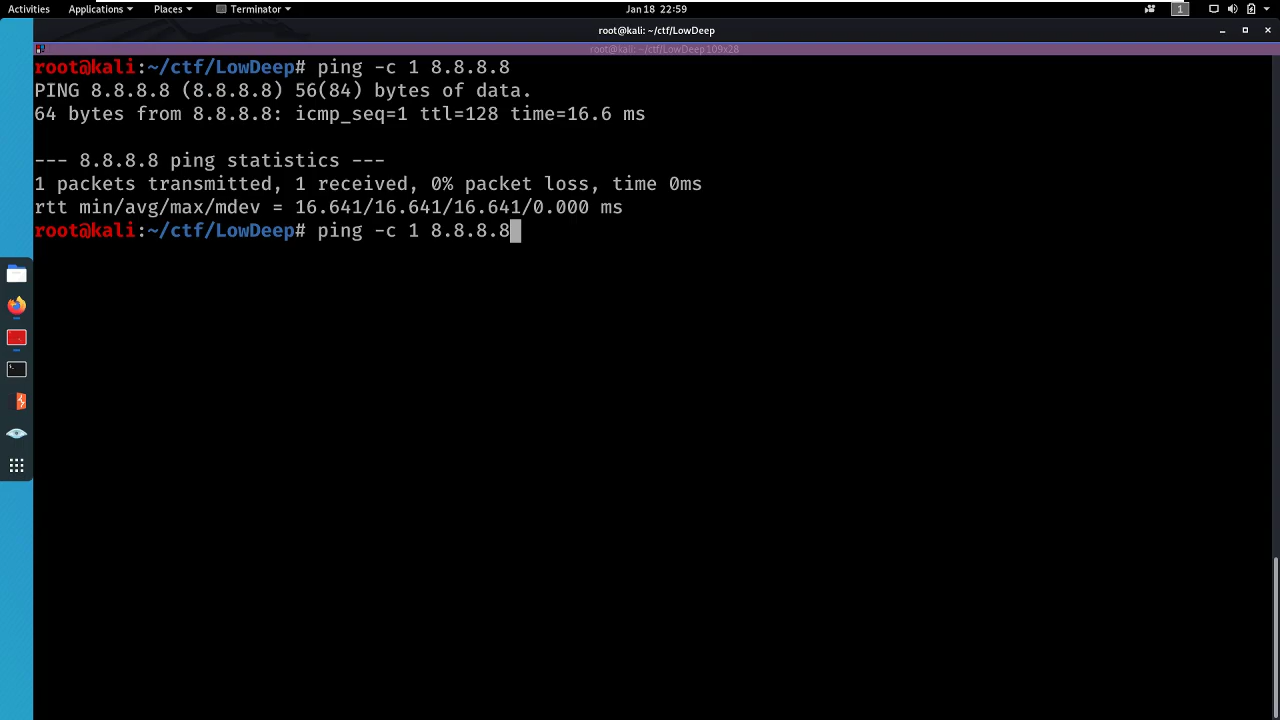 Activities Applications Places Terminator Jan 18 22:59 1
root@kali: ~/ctf/LowDeep
root@kali: ~/ctf/LowDeep 109x28
root@kali:~/ctf/LowDeep# ping -c 1 8.8.8.8
PING 8.8.8.8 (8.8.8.8) 56(84) bytes of data.
64 bytes from 8.8.8.8: icmp_seq=1 ttl=128 time=16.6 ms
--- 8.8.8.8 ping statistics ---
1 packets transmitted, 1 received, 0% packet loss, time 0ms
rtt min/avg/max/mdev = 16.641/16.641/16.641/0.000 ms
root@kali:~/ctf/LowDeep# ping -c 1 8.8.8.8